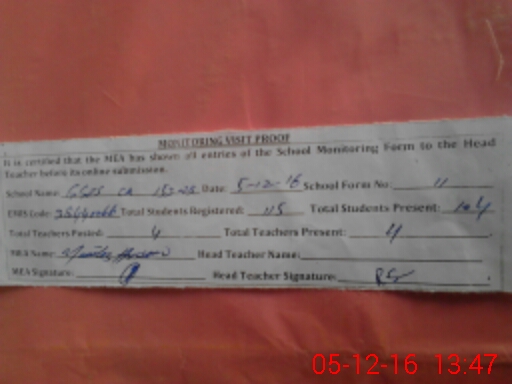 MONITORING VISIT PROOF
It is certified that the MEA has shown all entries of the School Monitoring Form to the Head
Teacher before its online submission.
School Name: Date: 5-12-16 School Form No. 11
EMIS Code: Total Students Registered: 115 Total Students Present: 104
Total Teachers Posted: 4 Total Teachers Present: 4
MEA Name: Head Teacher Name:
MEA Signature: Head Teacher Signature:
05-12-16 13:47